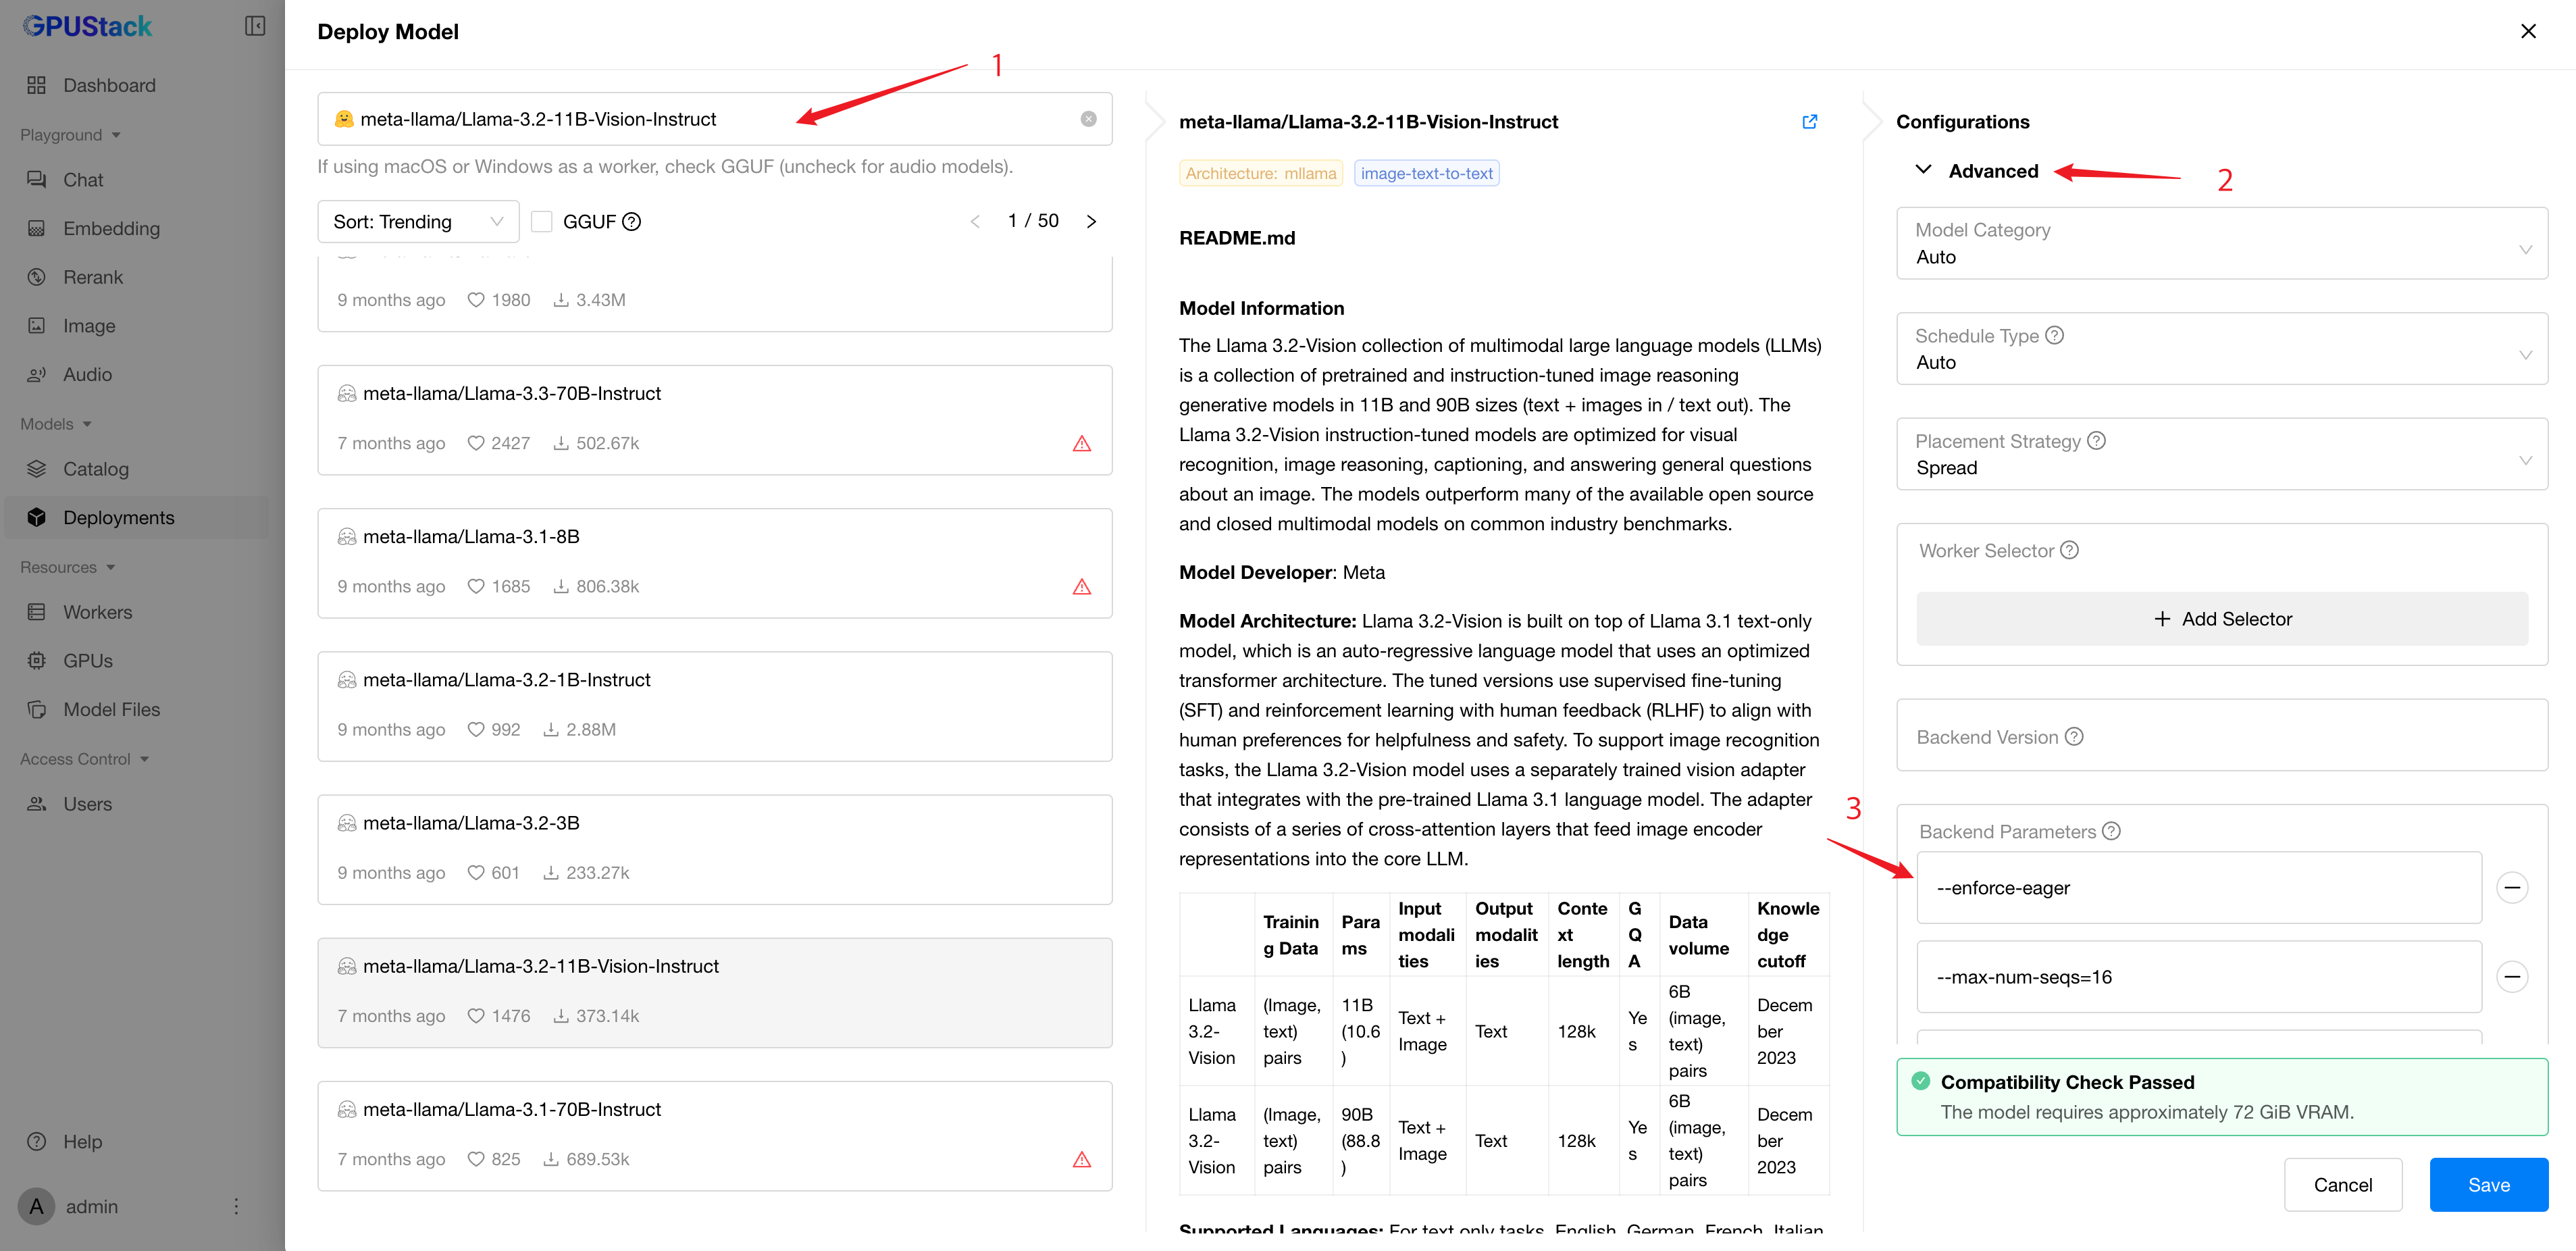 GPUStack
Dashboard
Playground
Chat
Embedding
Rerank
Image
Audio
Models
Catalog
Deployments
Resources
Workers
GPUs
Model Files
Access Control
Users
Help
A admin
Deploy Model
1
meta-llama/Llama-3.2-11B-Vision-Instruct
If using macOS or Windows as a worker, check GGUF (uncheck for audio models).
Sort: Trending GGUF 1 / 50
9 months ago 1980 3.43M
meta-llama/Llama-3.3-70B-Instruct
7 months ago 2427 502.67k
meta-llama/Llama-3.1-8B
9 months ago 1685 806.38k
meta-llama/Llama-3.2-1B-Instruct
9 months ago 992 2.88M
meta-llama/Llama-3.2-3B
9 months ago 601 233.27k
meta-llama/Llama-3.2-11B-Vision-Instruct
7 months ago 1476 373.14k
meta-llama/Llama-3.1-70B-Instruct
7 months ago 825 689.53k
meta-llama/Llama-3.2-11B-Vision-Instruct
Architecture: mllama image-text-to-text
README.md
Model Information
The Llama 3.2-Vision collection of multimodal large language models (LLMs)
is a collection of pretrained and instruction-tuned image reasoning
generative models in 11B and 90B sizes (text + images in / text out). The
Llama 3.2-Vision instruction-tuned models are optimized for visual
recognition, image reasoning, captioning, and answering general questions
about an image. The models outperform many of the available open source
and closed multimodal models on common industry benchmarks.
Model Developer: Meta
Model Architecture: Llama 3.2-Vision is built on top of Llama 3.1 text-only
model, which is an auto-regressive language model that uses an optimized
transformer architecture. The tuned versions use supervised fine-tuning
(SFT) and reinforcement learning with human feedback (RLHF) to align with
human preferences for helpfulness and safety. To support image recognition
tasks, the Llama 3.2-Vision model uses a separately trained vision adapter
that integrates with the pre-trained Llama 3.1 language model. The adapter
consists of a series of cross-attention layers that feed image encoder
representations into the core LLM.
Trainin
g Data
Para
ms
Input
modali
ties
Output
modalit
ies
Conte
xt
length
G
Q
A
Data
volume
Knowle
dge
cutoff
Llama
3.2-
Vision
(Image,
text)
pairs
11B
(10.6
)
Text +
Image
Text
128k
Ye
s
6B
(image,
text)
pairs
Decem
ber
2023
Llama
3.2-
Vision
(Image,
text)
pairs
90B
(88.8
)
Text +
Image
Text
128k
Ye
s
6B
(image,
text)
pairs
Decem
ber
2023
Supported Languages: For text only tasks, English, German, French, Italian
Configurations
Advanced
2
Model Category
Auto
Schedule Type
Auto
Placement Strategy
Spread
Worker Selector
+ Add Selector
Backend Version
3
Backend Parameters
--enforce-eager
--max-num-seqs=16
Compatibility Check Passed
The model requires approximately 72 GiB VRAM.
Cancel Save